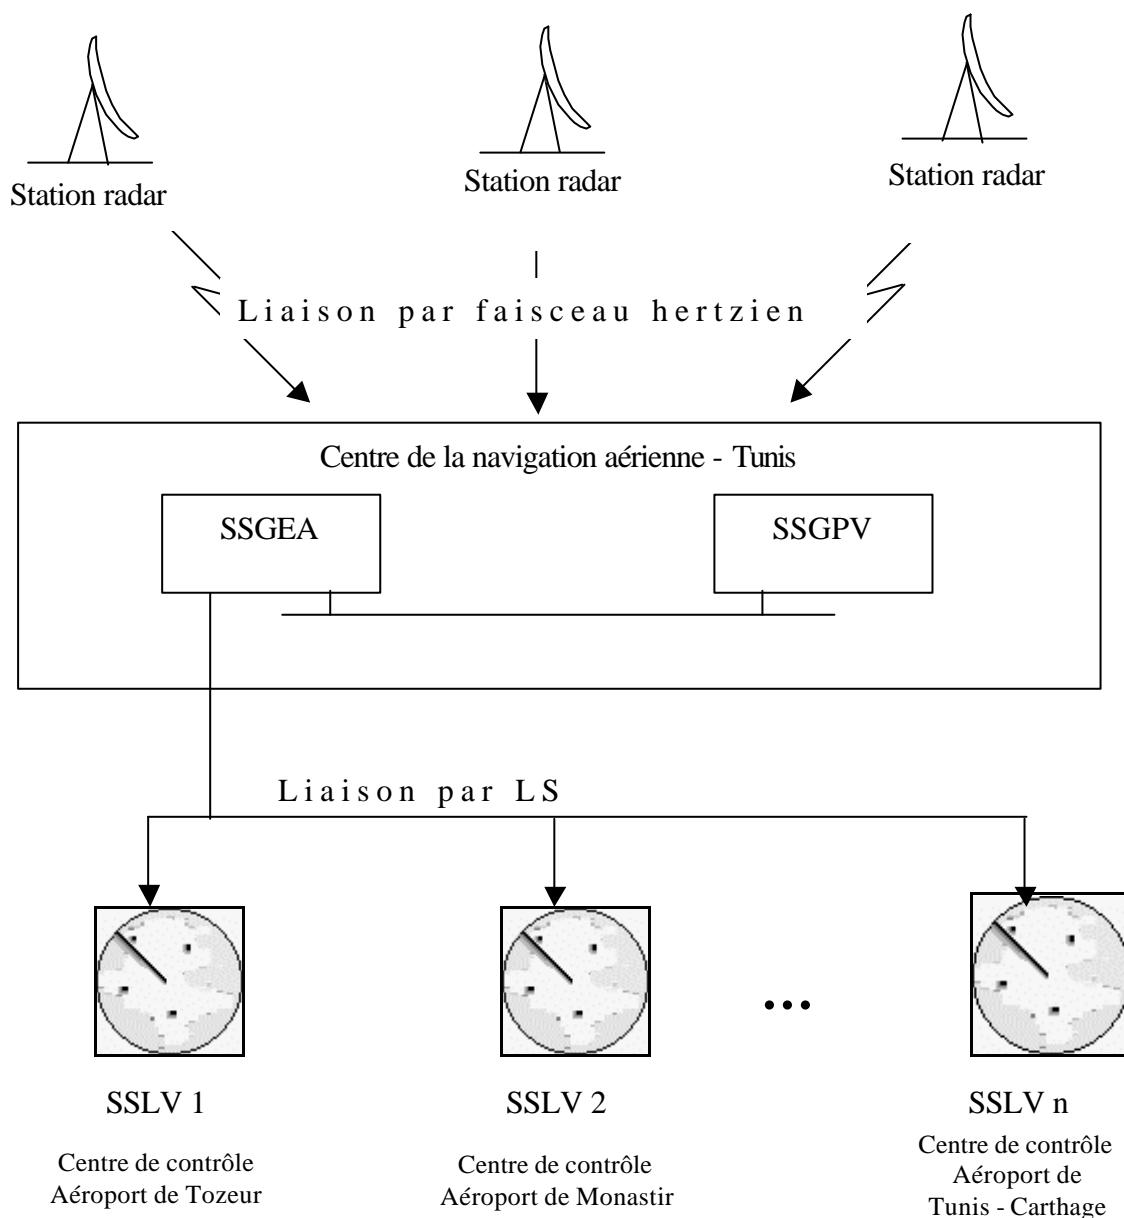 Station radar
Station radar
Station radar
Liaison par faisceau hertzien
Centre de la navigation aérienne - Tunis
SSGEA
SSGPV
Liaison par LS
...
SSLV 1
SSLV 2
SSLV n
Centre de contrôle
Aéroport de Tozeur
Centre de contrôle
Aéroport de Monastir
Centre de contrôle
Aéroport de
Tunis - Carthage